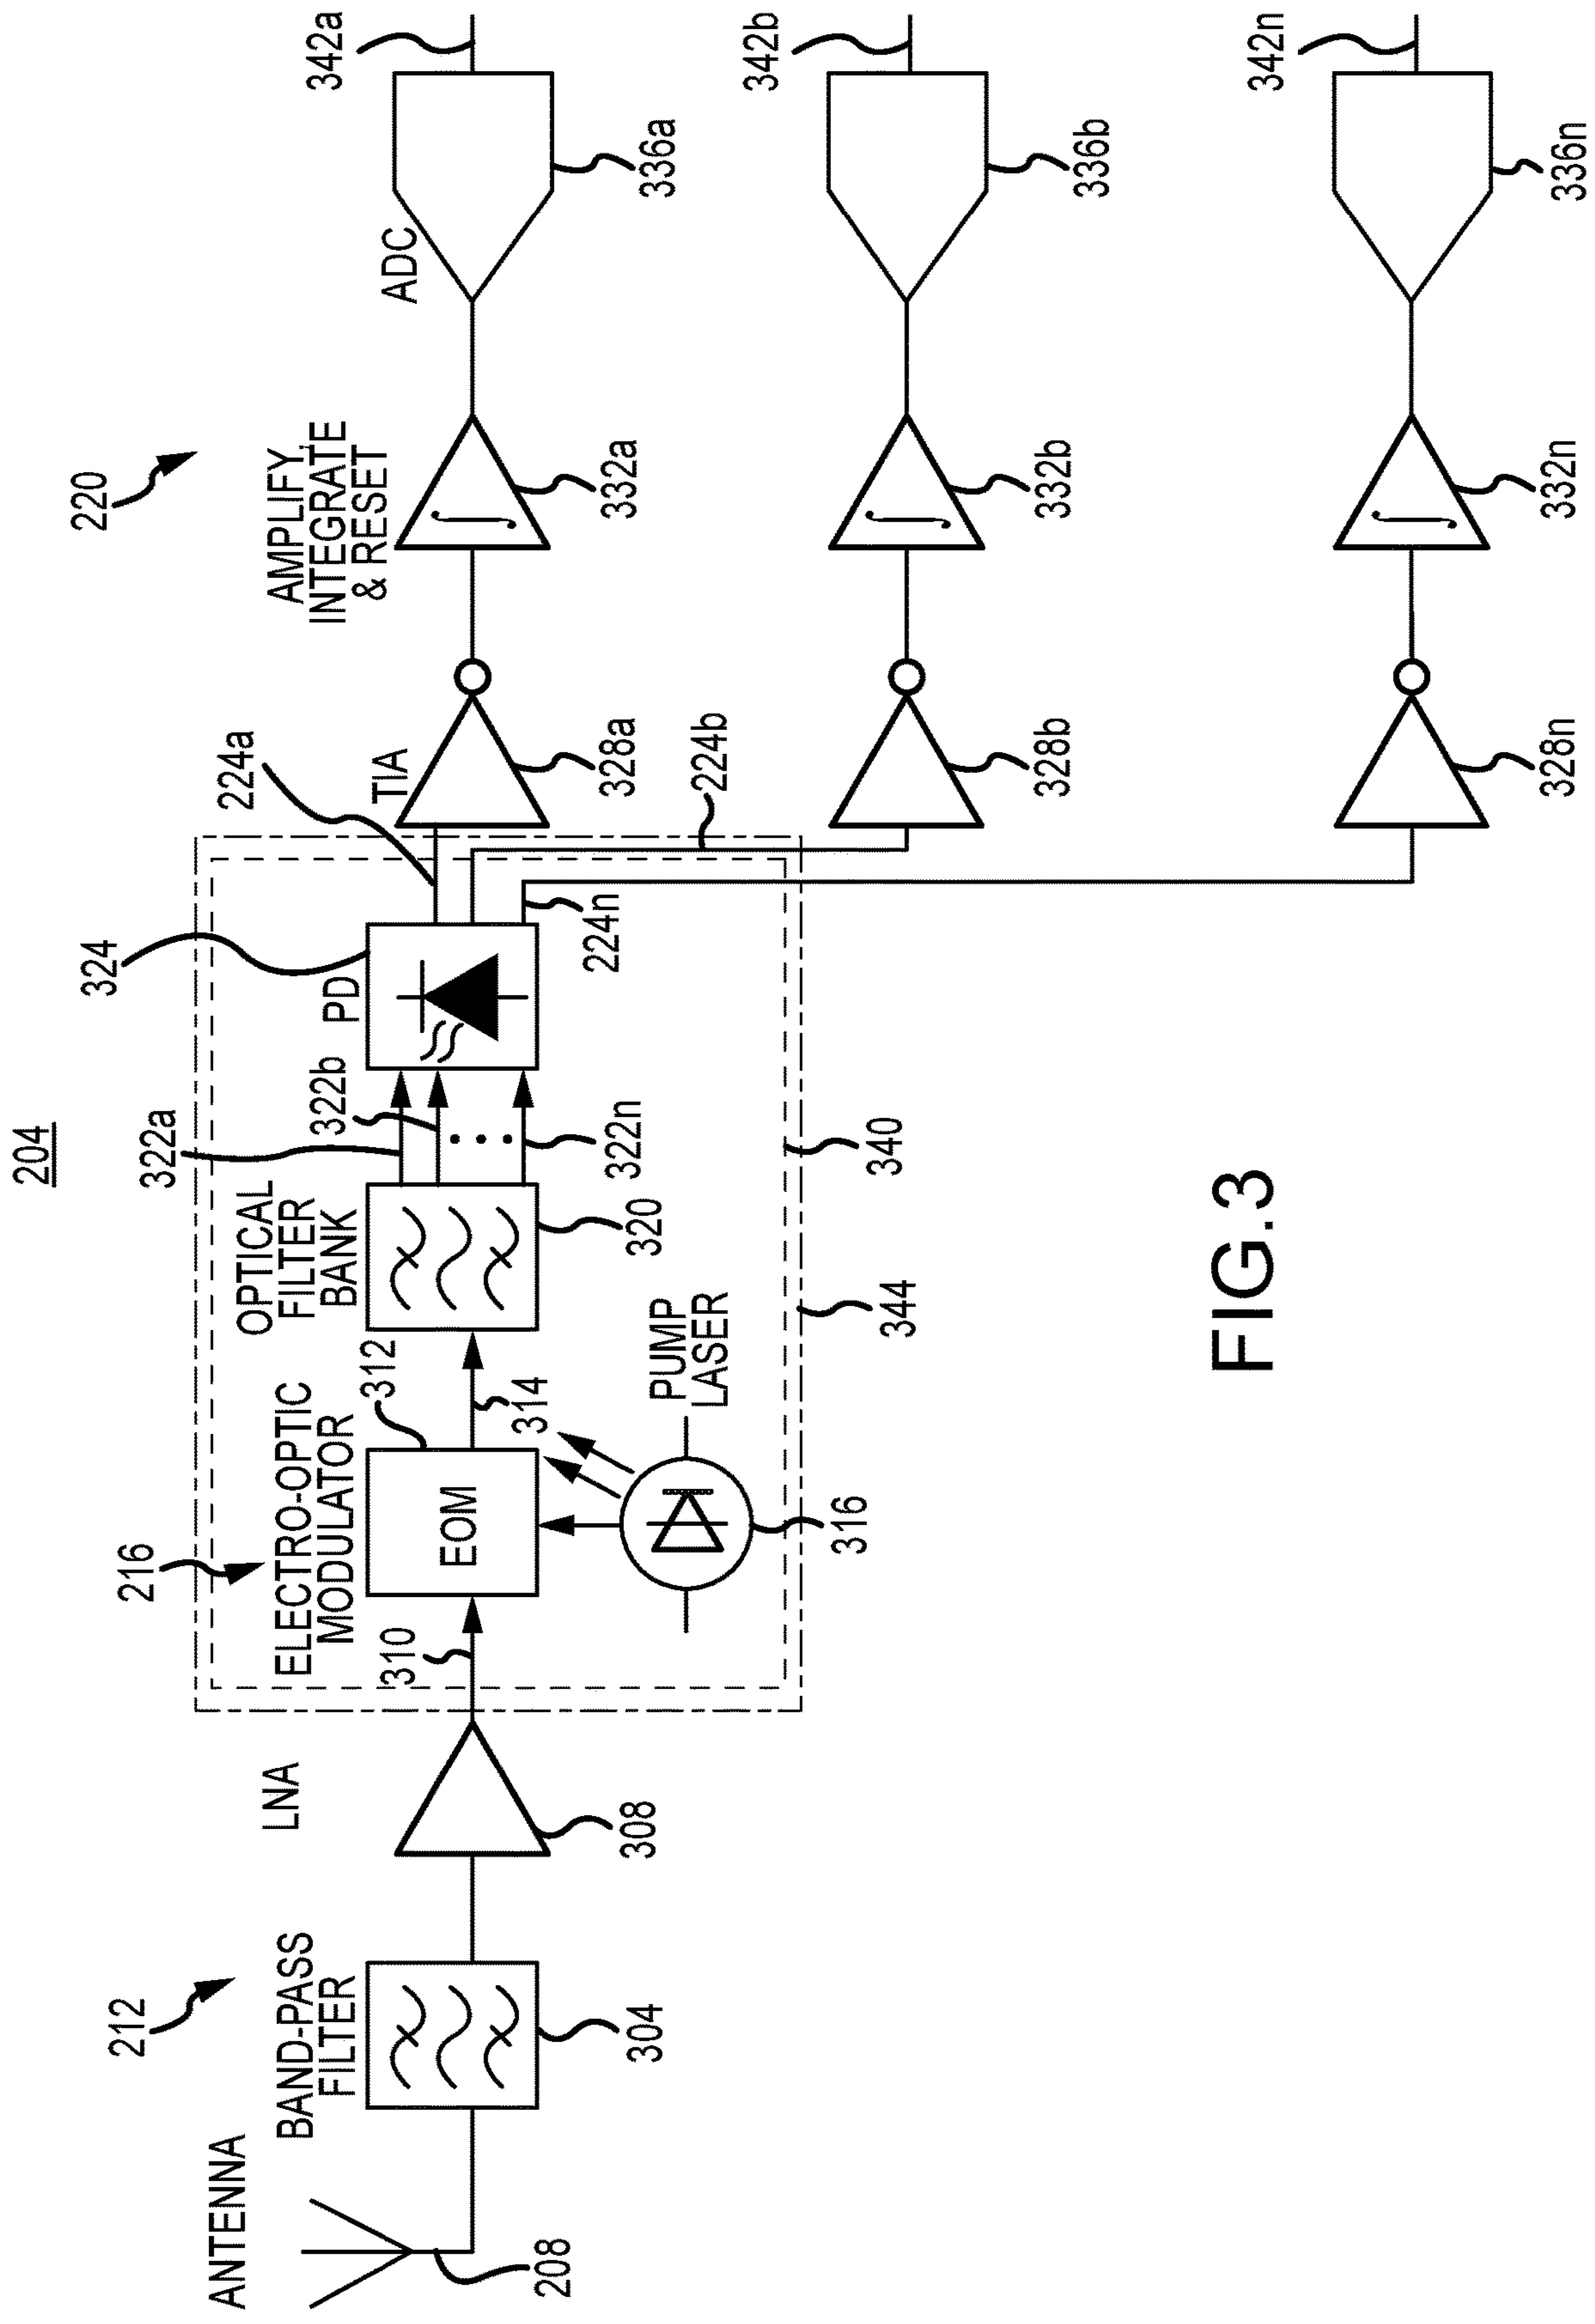 204
220
212
216
ANTENNA
208
BAND-PASS
FILTER
304
LNA
308
310
ELECTRO-OPTIC
MODULATOR
312
EOM
314
PUMP
LASER
316
OPTICAL
FILTER
BANK
320
322a
322b
322n
PD
324
224a
224b
224n
340
344
TIA
328a
328b
328n
AMPLIFY,
INTEGRATE
& RESET
332a
332b
332n
ADC
336a
336b
336n
342a
342b
342n
FIG.3